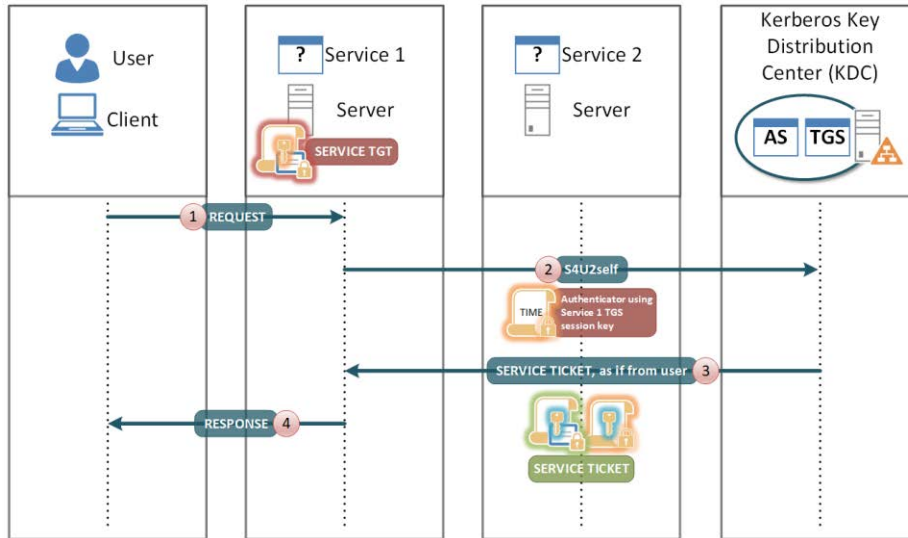 User
Client
? Service 1
Server
SERVICE TGT
? Service 2
Server
Kerberos Key
Distribution
Center (KDC)
AS TGS
1 REQUEST
2 S4U2self
TIME
Authenticator using
Service 1 TGS
session key
SERVICE TICKET, as if from user 3
RESPONSE 4
SERVICE TICKET